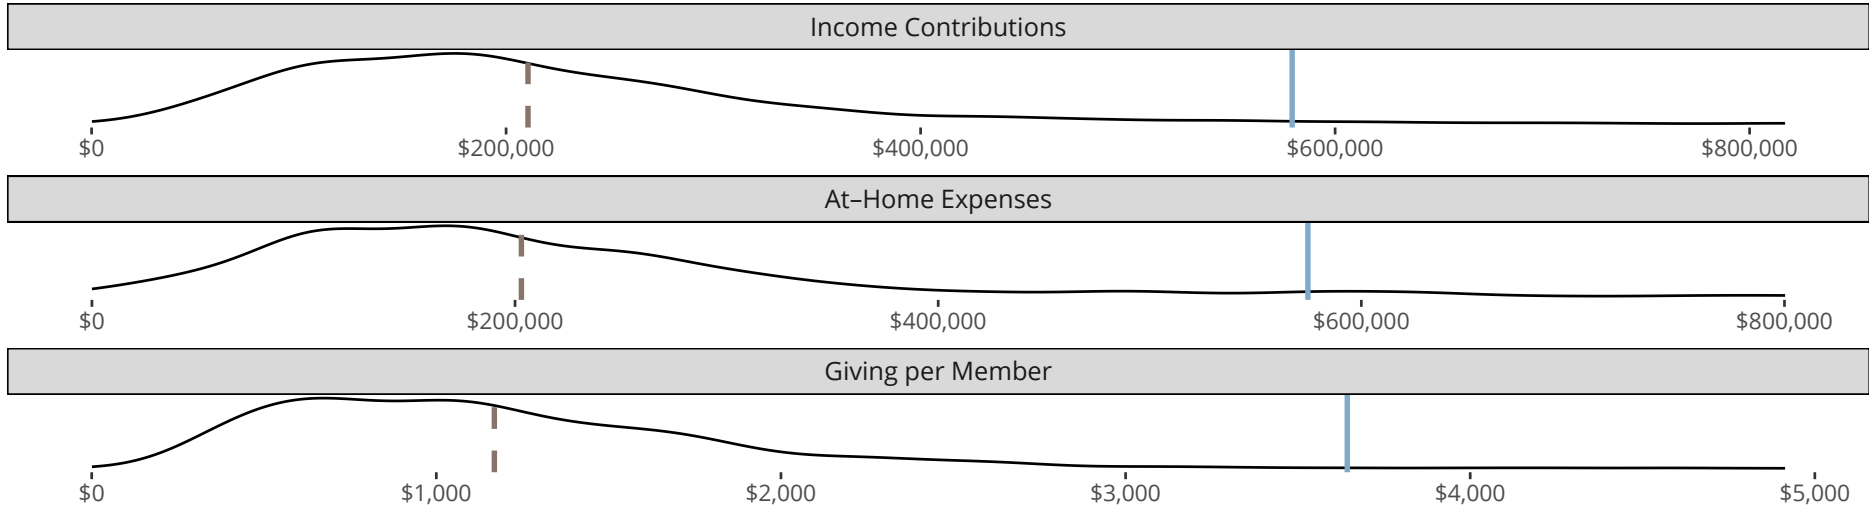 Income Contributions
$0 $200,000 $400,000 $600,000 $800,000
At–Home Expenses
$0 $200,000 $400,000 $600,000 $800,000
Giving per Member
$0 $1,000 $2,000 $3,000 $4,000 $5,000